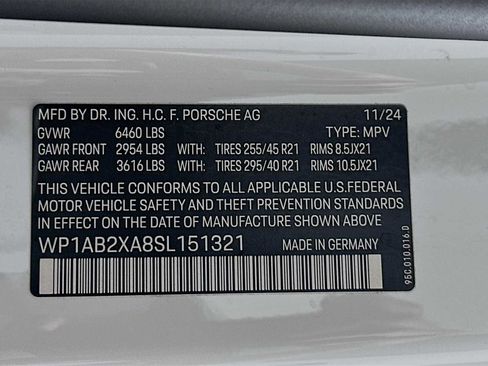 MFD BY DR. ING. H.C. F. PORSCHE AG 11/24
GVWR 6460 LBS TYPE: MPV
GAWR FRONT 2954 LBS WITH: TIRES 255/45 R21 RIMS 8.5JX21
GAWR REAR 3616 LBS WITH: TIRES 295/40 R21 RIMS 10.5JX21
THIS VEHICLE CONFORMS TO ALL APPLICABLE U.S.FEDERAL
MOTOR VEHICLE SAFETY AND THEFT PREVENTION STANDARDS
IN EFFECT ON THE DATE OF MANUFACTURE SHOWN ABOVE.
WP1AB2XA8SL151321 MADE IN GERMANY
95C.010.016.D